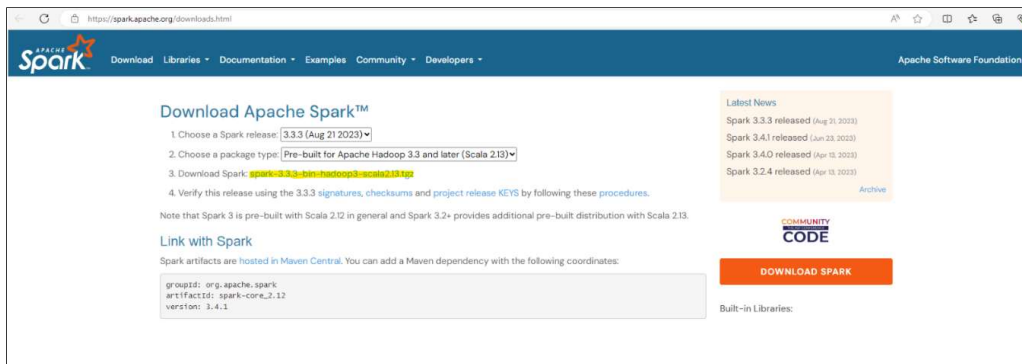 https://spark.apache.org/downloads.html
APACHE
Spark
Download Libraries Documentation Examples Community Developers Apache Software Foundation
Download Apache Spark™
1. Choose a Spark release: 3.3.3 (Aug 21 2023)
2. Choose a package type: Pre-built for Apache Hadoop 3.3 and later (Scala 2.13)
3. Download Spark: spark-3.3.3-bin-hadoop3-scala2.13.tgz
4. Verify this release using the 3.3.3 signatures, checksums and project release KEYS by following these procedures.
Note that Spark 3 is pre-built with Scala 2.12 in general and Spark 3.2+ provides additional pre-built distribution with Scala 2.13.
Link with Spark
Spark artifacts are hosted in Maven Central. You can add a Maven dependency with the following coordinates:
groupId: org.apache.spark
artifactId: spark-core_2.12
version: 3.4.1
Latest News
Spark 3.3.3 released (Aug 21, 2023)
Spark 3.4.1 released (Jun 23, 2023)
Spark 3.4.0 released (Apr 13, 2023)
Spark 3.2.4 released (Apr 13, 2023)
Archive
COMMUNITY
CODE
DOWNLOAD SPARK
Built-in Libraries: